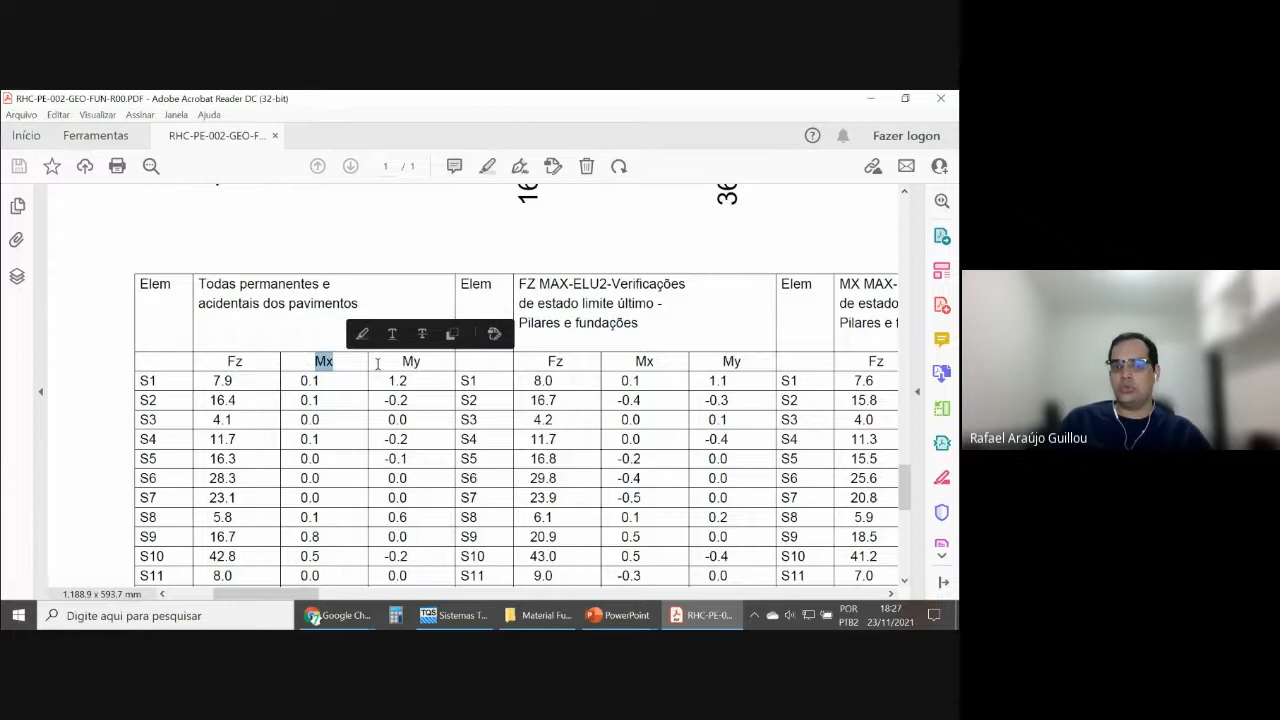 RHC-PE-002-GEO-FUN-R00.PDF - Adobe Acrobat Reader DC (32-bit)
Arquivo Editar Visualizar Assinar Janela Ajuda
Início Ferramentas RHC-PE-002-GEO-F... × Fazer logon
1 / 1
Elem Todas permanentes e acidentais dos pavimentos Elem FZ MAX-ELU2-Verificações de estado limite último - Pilares e fundações Elem MX MAX- de estado Pilares e f
Fz Mx My Fz Mx My Fz
S1 7.9 0.1 1.2 S1 8.0 0.1 1.1 S1 7.6
S2 16.4 0.1 -0.2 S2 16.7 -0.4 -0.3 S2 15.8
S3 4.1 0.0 0.0 S3 4.2 0.0 0.1 S3 4.0
S4 11.7 0.1 -0.2 S4 11.7 0.0 -0.4 S4 11.3
S5 16.3 0.0 -0.1 S5 16.8 -0.2 0.0 S5 15.5
S6 28.3 0.0 0.0 S6 29.8 -0.4 0.0 S6 25.6
S7 23.1 0.0 0.0 S7 23.9 -0.5 0.0 S7 20.8
S8 5.8 0.1 0.6 S8 6.1 0.1 0.2 S8 5.9
S9 16.7 0.8 0.0 S9 20.9 0.5 0.0 S9 18.5
S10 42.8 0.5 -0.2 S10 43.0 0.5 -0.4 S10 41.2
S11 8.0 0.0 0.0 S11 9.0 -0.3 0.0 S11 7.0
1.188,9 x 593,7 mm
Rafael Araújo Guillou
Digite aqui para pesquisar Google Ch... Sistemas T... Material Fu... PowerPoint RHC-PE-0... POR 18:27
PTB2 23/11/2021